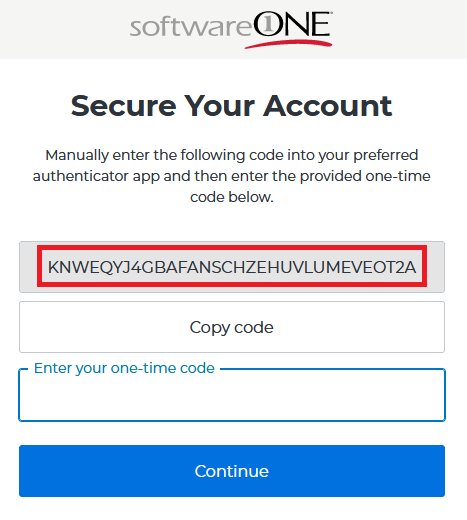 softwareONE
Secure Your Account
Manually enter the following code into your preferred
authenticator app and then enter the provided one-time
code below.
KNWEQYJ4GBAFANSCHZEHUVLUMEVEOT2A
Copy code
Enter your one-time code
Continue